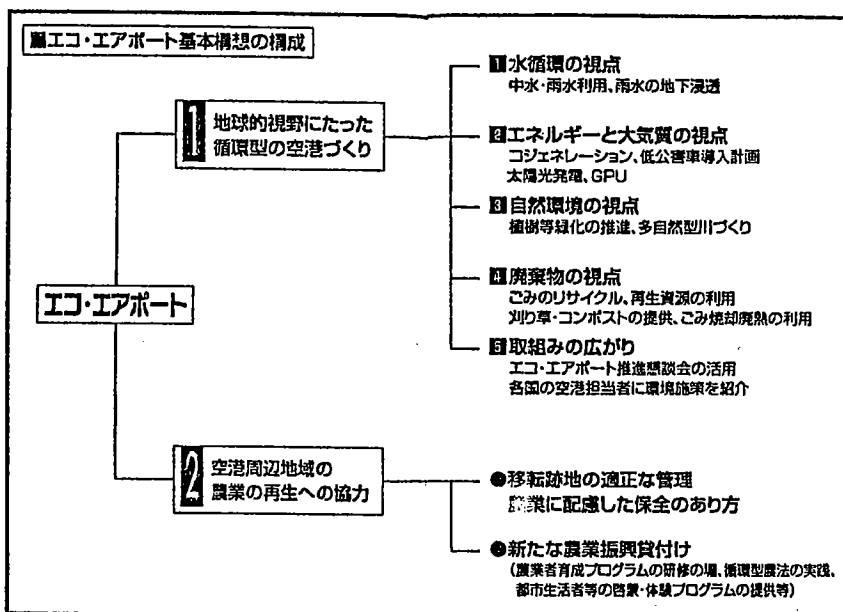 ■エコ・エアポート基本構想の構成
エコ・エアポート
1 地球的視野にたった
循環型の空港づくり
1 水循環の視点
中水・雨水利用、雨水の地下浸透
2 エネルギーと大気質の視点
コジェネレーション、低公害車導入計画
太陽光発電、GPU
3 自然環境の視点
植樹等緑化の推進、多自然型川づくり
4 廃棄物の視点
ごみのリサイクル、再生資源の利用
刈り草・コンポストの提供、ごみ焼却廃熱の利用
5 取組みの広がり
エコ・エアポート推進懇談会の活用
各国の空港担当者に環境施策を紹介
2 空港周辺地域の
農業の再生への協力
●移転跡地の適正な管理
農業に配慮した保全のあり方
●新たな農業振興貸付け
(農業者育成プログラムの研修の場、循環型農法の実践、
都市生活者等の啓蒙・体験プログラムの提供等)